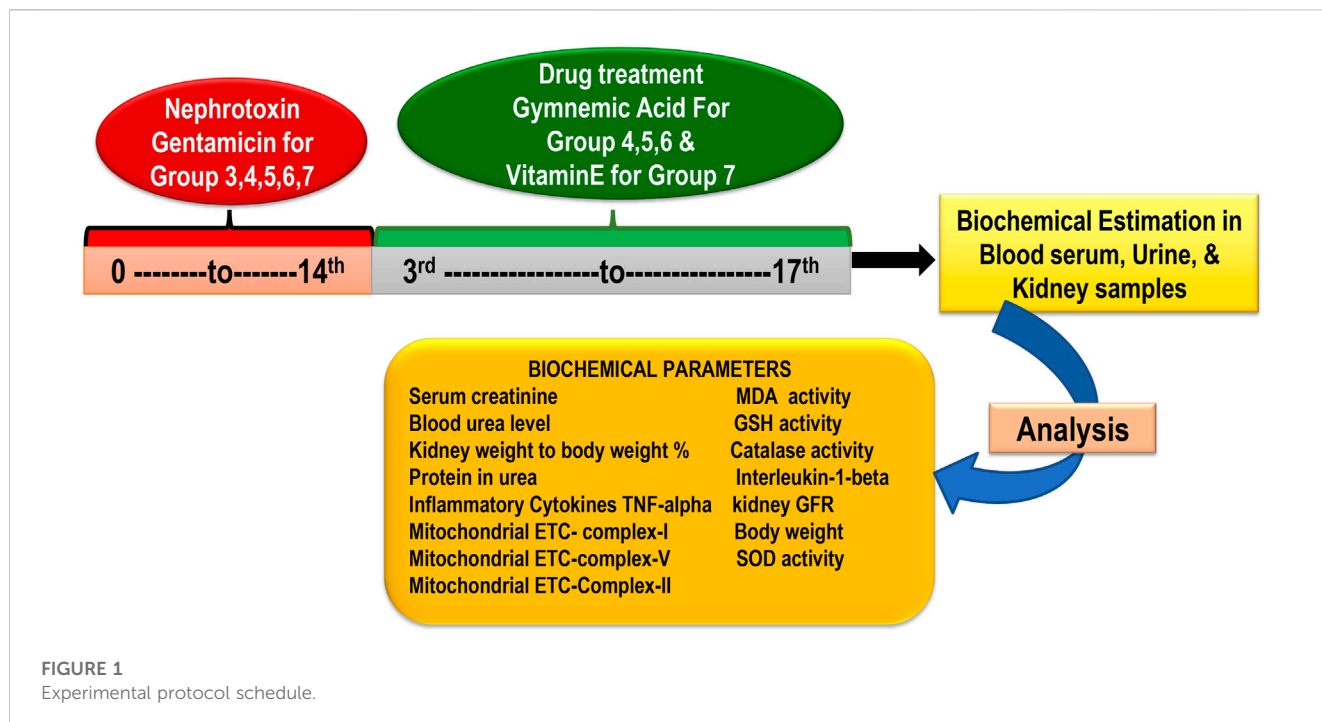 Nephrotoxin
Gentamicin for
Group 3,4,5,6,7
Drug treatment
Gymnemic Acid For
Group 4,5,6 &
VitaminE for Group 7
0 --------to-------14th
3rd -----------------to----------------17th
Biochemical Estimation in
Blood serum, Urine, &
Kidney samples
Analysis
BIOCHEMICAL PARAMETERS
Serum creatinine MDA activity
Blood urea level GSH activity
Kidney weight to body weight % Catalase activity
Protein in urea Interleukin-1-beta
Inflammatory Cytokines TNF-alpha kidney GFR
Mitochondrial ETC- complex-I Body weight
Mitochondrial ETC-complex-V SOD activity
Mitochondrial ETC-Complex-II
FIGURE 1
Experimental protocol schedule.